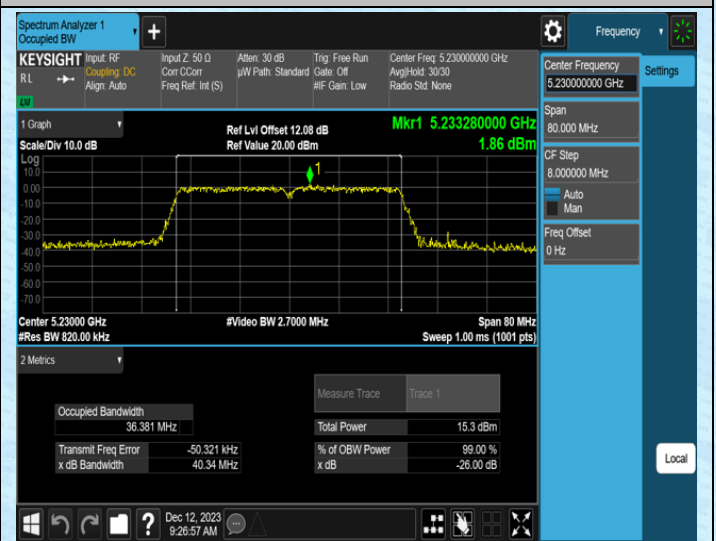 Spectrum Analyzer 1
Occupied BW
Frequency
KEYSIGHT
RL
LXI
Input: RF
Coupling: DC
Align: Auto
Input Z: 50 Ω
Corr CCorr
Freq Ref: Int (S)
Atten: 30 dB
µW Path: Standard
Trig: Free Run
Gate: Off
#IF Gain: Low
Center Freq: 5.230000000 GHz
Avg|Hold: 30/30
Radio Std: None
Center Frequency
5.230000000 GHz
Settings
Span
80.000 MHz
CF Step
8.000000 MHz
Auto
Man
Freq Offset
0 Hz
1 Graph
Scale/Div 10.0 dB
Ref Lvl Offset 12.08 dB
Ref Value 20.00 dBm
Mkr1 5.233280000 GHz
1.86 dBm
Log
10.0
0.00
-10.0
-20.0
-30.0
-40.0
-50.0
-60.0
-70.0
1
Center 5.23000 GHz
#Video BW 2.7000 MHz
Span 80 MHz
#Res BW 820.00 kHz
Sweep 1.00 ms (1001 pts)
2 Metrics
Measure Trace
Trace 1
Occupied Bandwidth
36.381 MHz
Total Power
15.3 dBm
Transmit Freq Error
-50.321 kHz
% of OBW Power
99.00 %
x dB Bandwidth
40.34 MHz
x dB
-26.00 dB
Local
?
Dec 12, 2023
9:26:57 AM